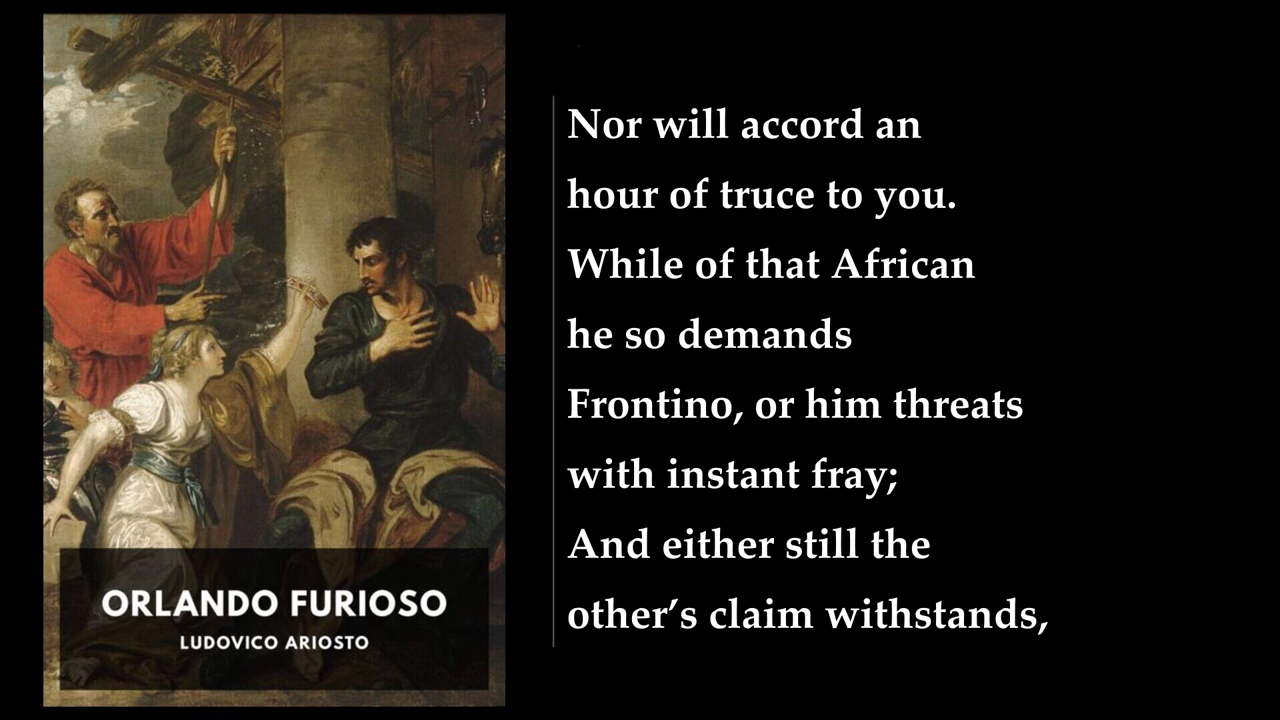 ORLANDO FURIOSO
LUDOVICO ARIOSTO
Nor will accord an
hour of truce to you.
While of that African
he so demands
Frontino, or him threats
with instant fray;
And either still the
other’s claim withstands,